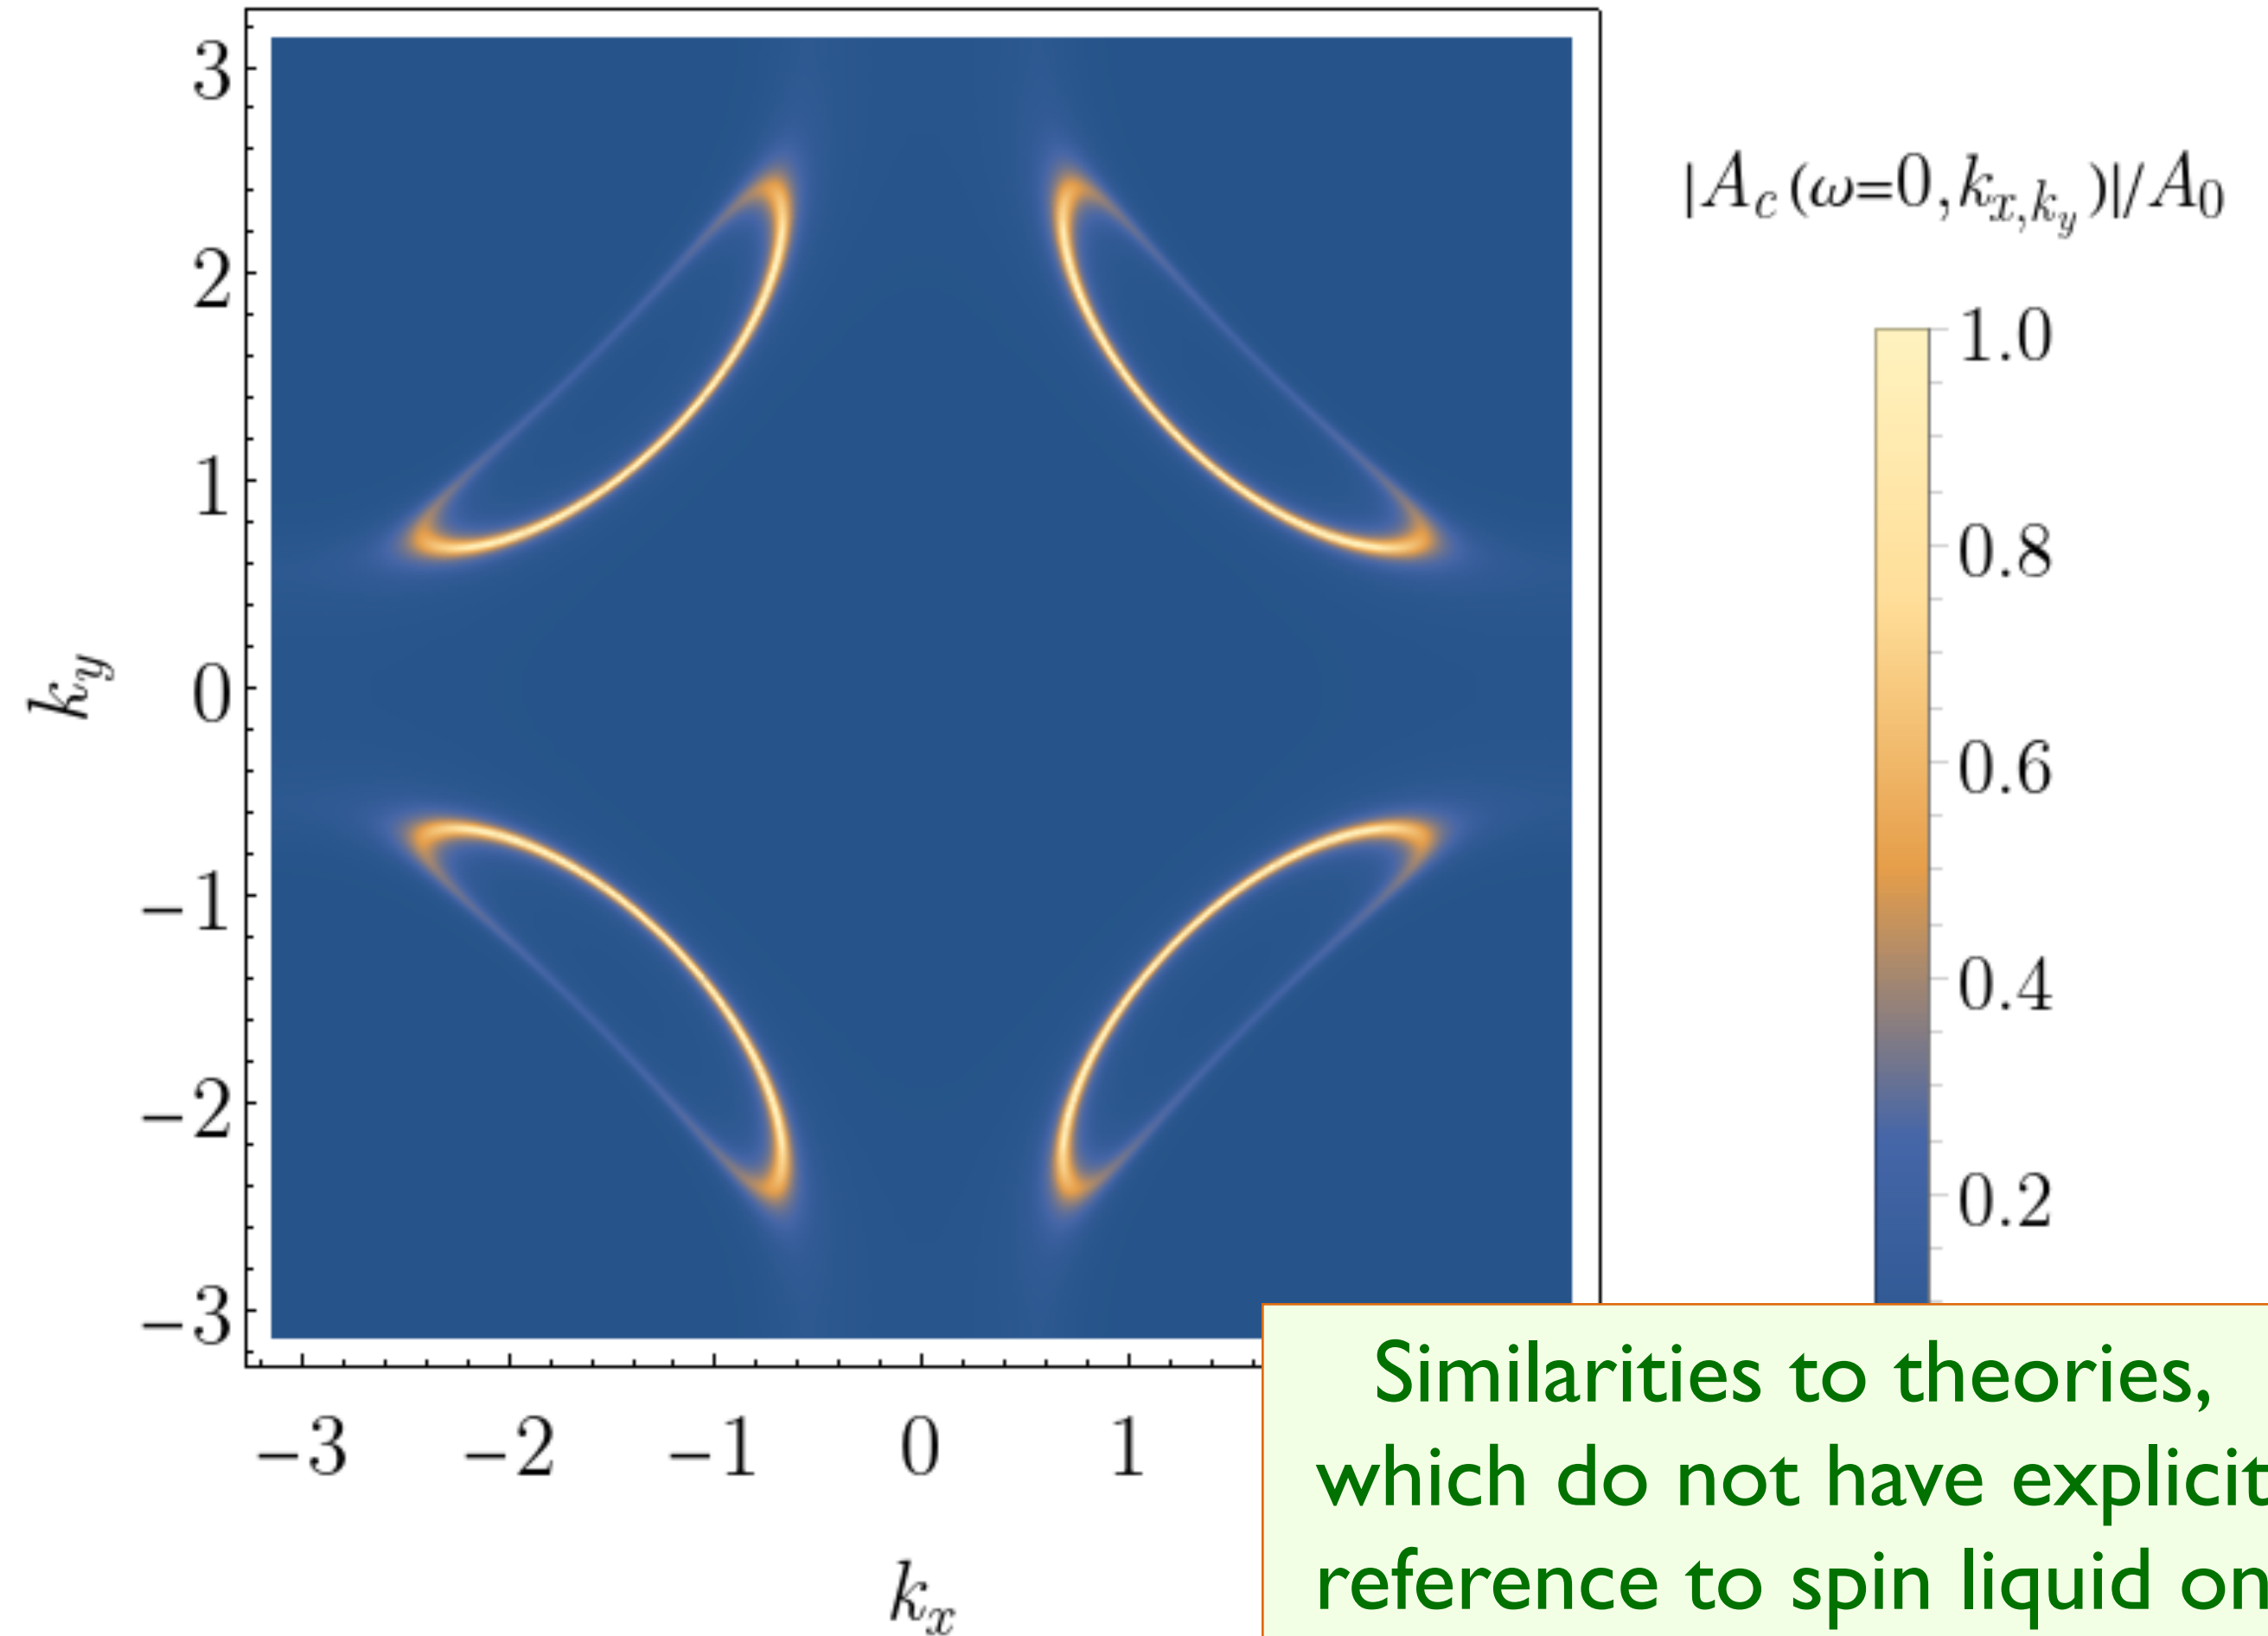 3
2
1
0
−1
−2
−3
k_y
−3 −2 −1 0 1
k_x
|A_c(ω=0,k_{x,k_y})|/A_0
1.0
0.8
0.6
0.4
0.2
Similarities to theories,
which do not have explicit
reference to spin liquid